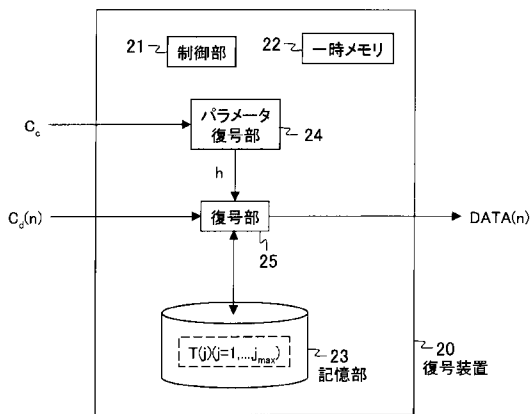 21 制御部
22 一時メモリ
パラメータ
復号部
24
C_c
h
C_d(n)
復号部
25
DATA(n)
T(j)(j=1,...j_max)
23
記憶部
20
復号装置